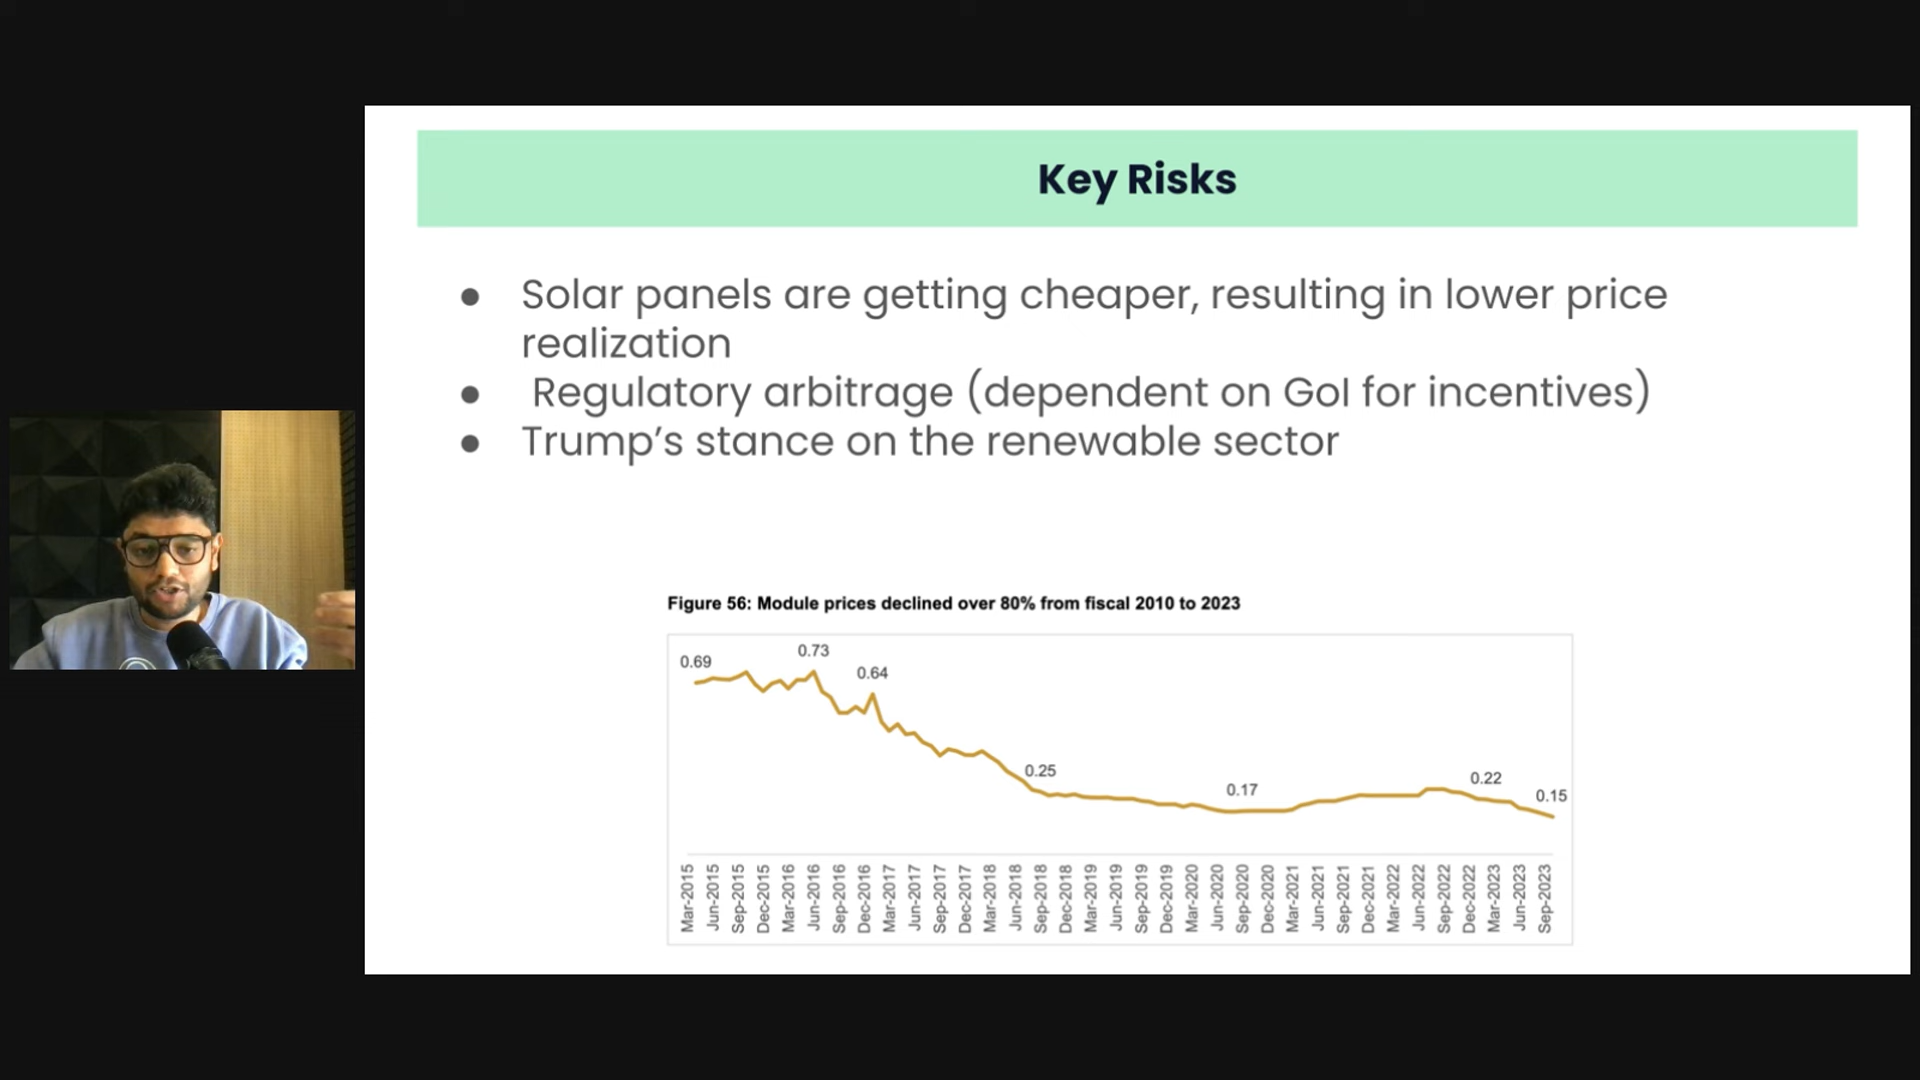 Key Risks
● Solar panels are getting cheaper, resulting in lower price
realization
● Regulatory arbitrage (dependent on GoI for incentives)
● Trump’s stance on the renewable sector
Figure 56: Module prices declined over 80% from fiscal 2010 to 2023
0.69
0.73
0.64
0.25
0.17
0.22
0.15
Mar-2015
Jun-2015
Sep-2015
Dec-2015
Mar-2016
Jun-2016
Sep-2016
Dec-2016
Mar-2017
Jun-2017
Sep-2017
Dec-2017
Mar-2018
Jun-2018
Sep-2018
Dec-2018
Mar-2019
Jun-2019
Sep-2019
Dec-2019
Mar-2020
Jun-2020
Sep-2020
Dec-2020
Mar-2021
Jun-2021
Sep-2021
Dec-2021
Mar-2022
Jun-2022
Sep-2022
Dec-2022
Mar-2023
Jun-2023
Sep-2023